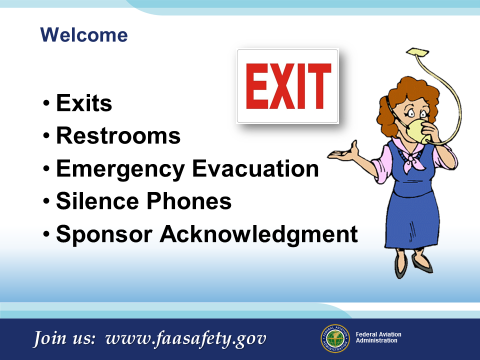 Welcome
EXIT
• Exits
• Restrooms
• Emergency Evacuation
• Silence Phones
• Sponsor Acknowledgment
Join us: www.faasafety.gov
Federal Aviation
Administration